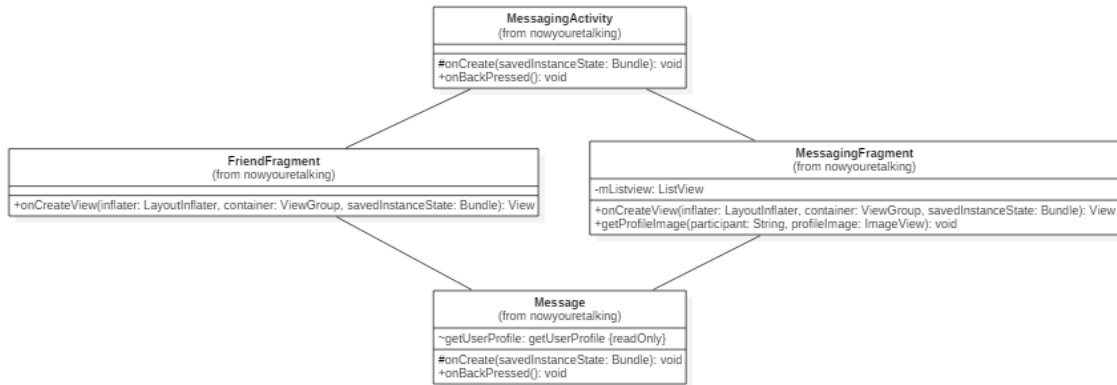 MessagingActivity
(from nowyouretalking)
#onCreate(savedInstanceState: Bundle): void
+onBackPressed(): void
FriendFragment
(from nowyouretalking)
+onCreateView(inflater: LayoutInflater, container: ViewGroup, savedInstanceState: Bundle): View
MessagingFragment
(from nowyouretalking)
-mListview: ListView
+onCreateView(inflater: LayoutInflater, container: ViewGroup, savedInstanceState: Bundle): View
+getProfileImage(participant: String, profileImage: ImageView): void
Message
(from nowyouretalking)
~getUserProfile: getUserProfile {readOnly}
#onCreate(savedInstanceState: Bundle): void
+onBackPressed(): void